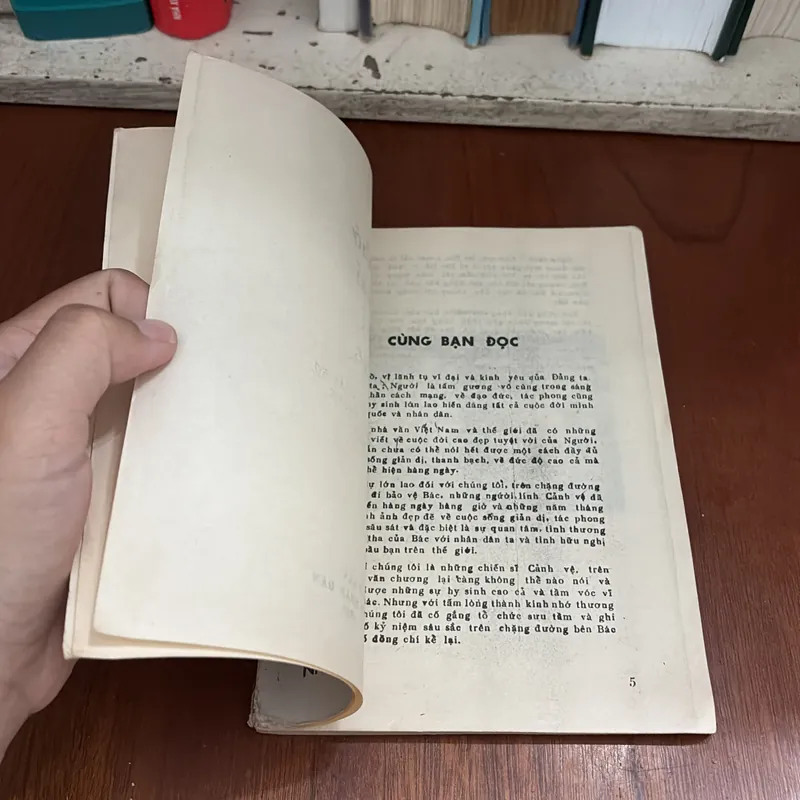 NHÀ X
CÙNG BẠN ĐỌC
ồ, vị lãnh tụ vĩ đại và kính yêu của Đảng ta.
ta. Người là tấm gương vô cùng trong sáng
hân cách mạng, về đạo đức, tác phong cũng
hy sinh lớn lao hiến dâng tất cả cuộc đời mình
quốc và nhân dân.
nhà văn Việt Nam và thế giới đã có những
viết về cuộc đời cao đẹp tuyệt vời của Người,
ẫn chưa có thể nói hết được một cách đầy đủ
sống giản dị, thanh bạch, về đức độ cao cả mà
hể hiện hàng ngày.
ự lớn lao đối với chúng tôi, trên chặng đường
đi bảo vệ Bác, những người lính Cảnh vệ đã
ến hàng ngày hàng giờ và những năm tháng
h ảnh đẹp đẽ về cuộc sống giản dị, tác phong
sâu sát và đặc biệt là sự quan tâm, tình thương
tha của Bác với nhân dân ta và tình hữu nghị
bầu bạn trên thế giới.
chúng tôi là những chiến sĩ Cảnh vệ, trên
văn chương lại càng không thể nào nói và
được những sự hy sinh cao cả và tầm vóc vĩ
Bác. Nhưng với tấm lòng thành kính nhớ thương
húng tôi đã cố gắng tổ chức sưu tầm và ghi
ố kỷ niệm sâu sắc trên chặng đường bên Bác
ố đồng chí kể lại.
5